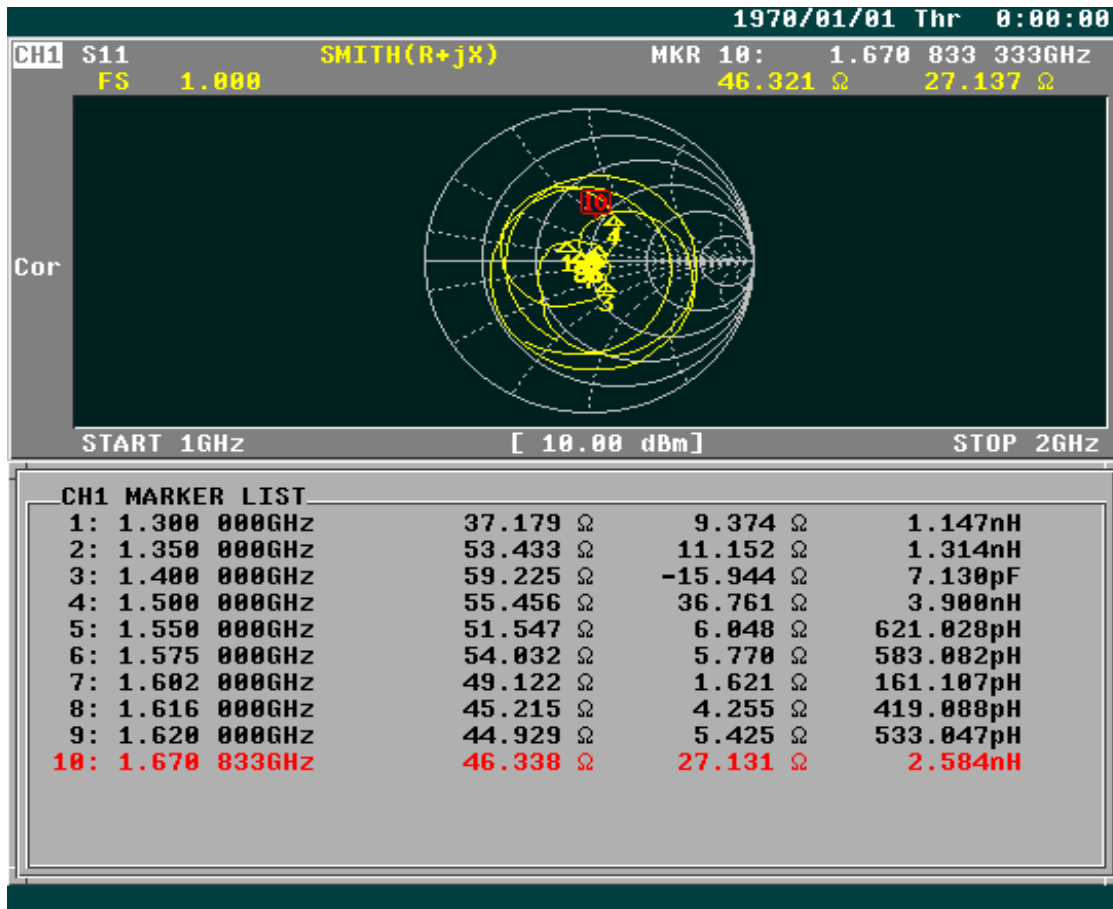 1970/01/01 Thr 0:00:00
CH1 S11 SMITH(R+jX) MKR 10: 1.670 833 333GHz
FS 1.000 46.321 Ω 27.137 Ω
10
4
1
3
Cor
START 1GHz [ 10.00 dBm] STOP 2GHz
CH1 MARKER LIST
1: 1.300 000GHz 37.179 Ω 9.374 Ω 1.147nH
2: 1.350 000GHz 53.433 Ω 11.152 Ω 1.314nH
3: 1.400 000GHz 59.225 Ω -15.944 Ω 7.130pF
4: 1.500 000GHz 55.456 Ω 36.761 Ω 3.900nH
5: 1.550 000GHz 51.547 Ω 6.048 Ω 621.028pH
6: 1.575 000GHz 54.032 Ω 5.770 Ω 583.082pH
7: 1.602 000GHz 49.122 Ω 1.621 Ω 161.107pH
8: 1.616 000GHz 45.215 Ω 4.255 Ω 419.088pH
9: 1.620 000GHz 44.929 Ω 5.425 Ω 533.047pH
10: 1.670 833GHz 46.338 Ω 27.131 Ω 2.584nH